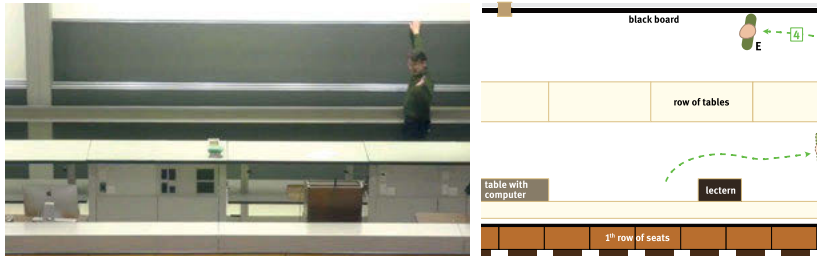 black board
E
4
row of tables
table with
computer
lectern
1th row of seats